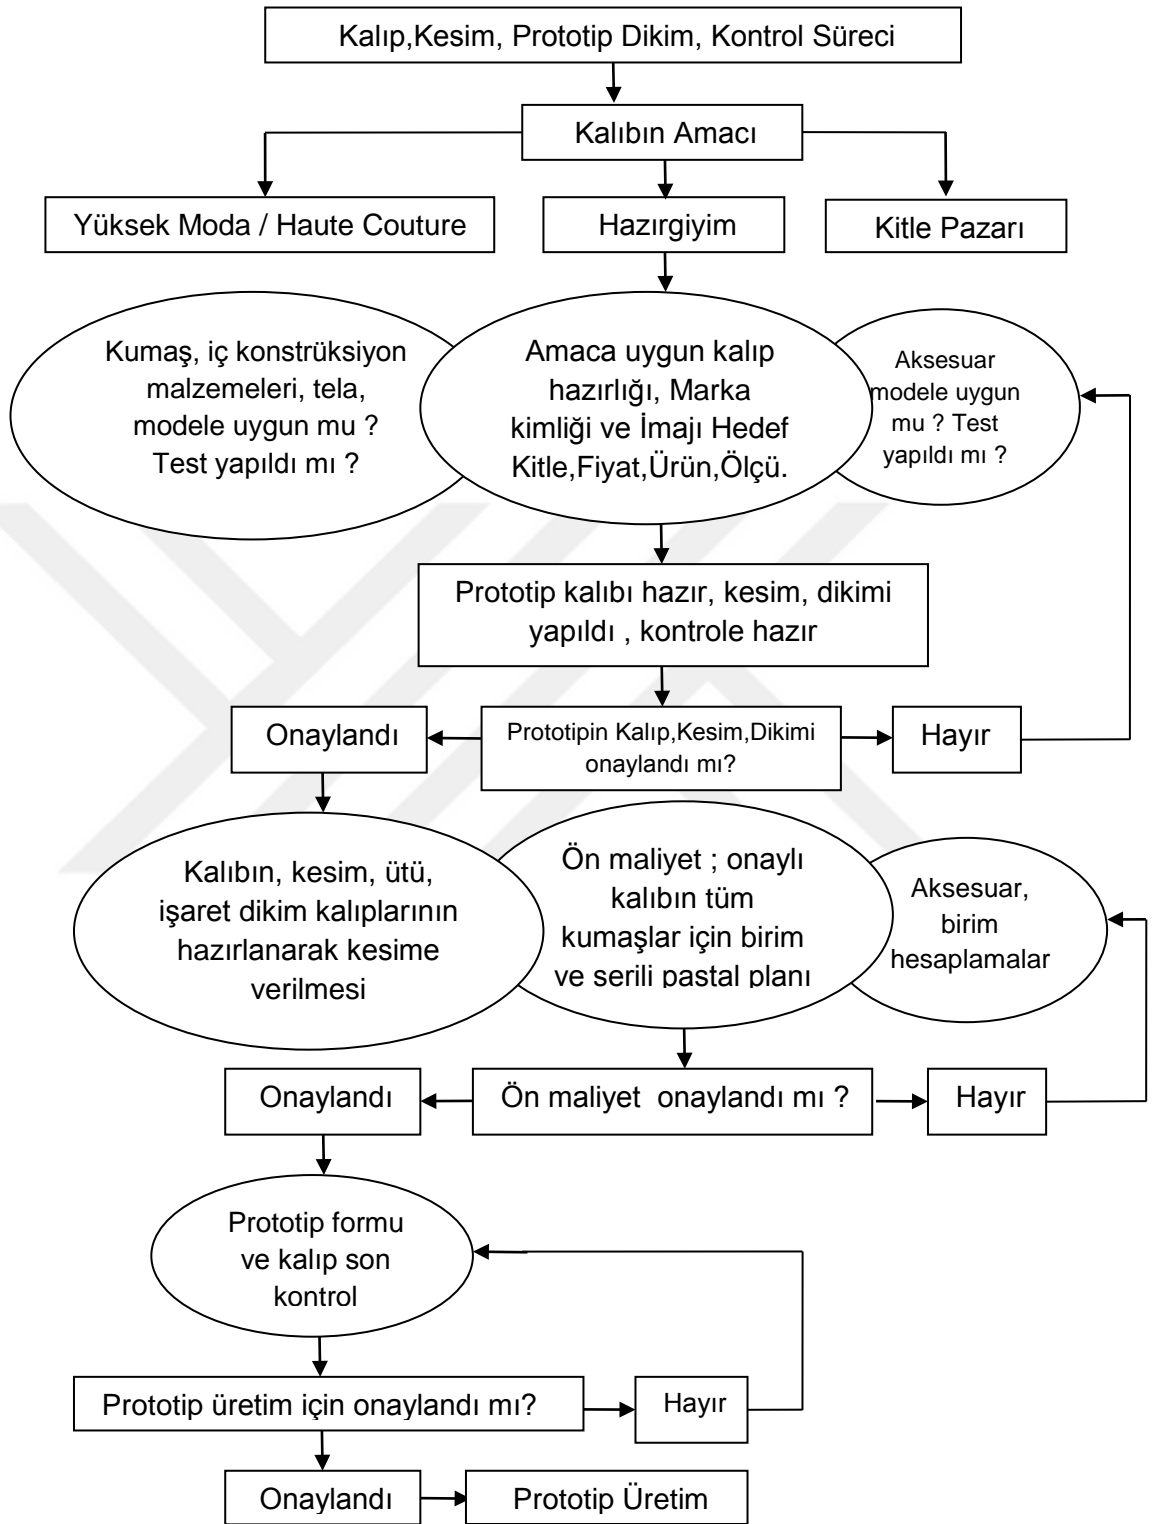 Kalıp,Kesim, Prototip Dikim, Kontrol Süreci
Kalıbın Amacı
Yüksek Moda / Haute Couture
Hazırgiyim
Kitle Pazarı
Kumaş, iç konstrüksiyon
malzemeleri, tela,
modele uygun mu ?
Test yapıldı mı ?
Amaca uygun kalıp
hazırlığı, Marka
kimliği ve İmajı Hedef
Kitle,Fiyat,Ürün,Ölçü.
Aksesuar
modele uygun
mu ? Test
yapıldı mı ?
Prototip kalıbı hazır, kesim, dikimi
yapıldı , kontrole hazır
Onaylandı
Prototipin Kalıp,Kesim,Dikimi
onaylandı mı?
Hayır
Kalıbın, kesim, ütü,
işaret dikim kalıplarının
hazırlanarak kesime
verilmesi
Ön maliyet ; onaylı
kalıbın tüm
kumaşlar için birim
ve serili pastal planı
Aksesuar,
birim
hesaplamalar
Onaylandı
Ön maliyet onaylandı mı ?
Hayır
Prototip formu
ve kalıp son
kontrol
Prototip üretim için onaylandı mı?
Hayır
Onaylandı
Prototip Üretim